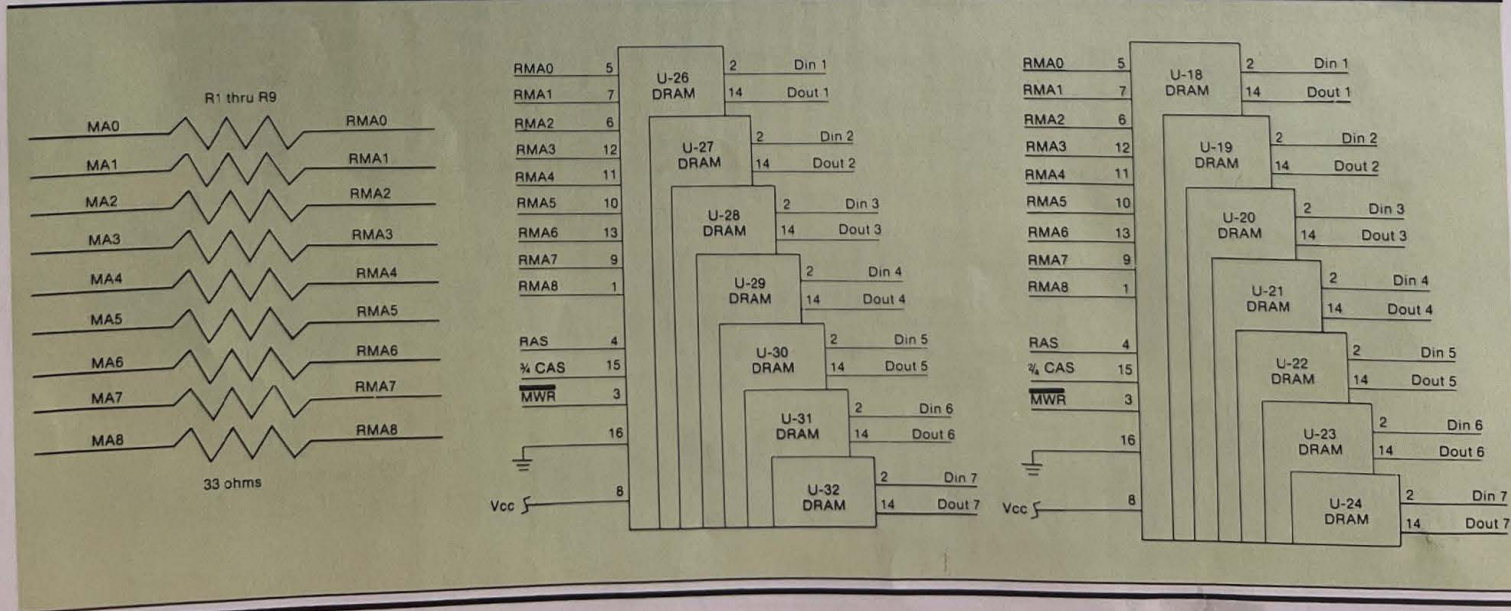 R1 thru R9
MA0 RMA0
MA1 RMA1
MA2 RMA2
MA3 RMA3
MA4 RMA4
MA5 RMA5
MA6 RMA6
MA7 RMA7
MA8 RMA8
33 ohms
RMA0 5
RMA1 7
RMA2 6
RMA3 12
RMA4 11
RMA5 10
RMA6 13
RMA7 9
RMA8 1
RAS 4
¾ CAS 15
MWR 3
16
Vcc 8
U-26
DRAM
2 Din 1
14 Dout 1
U-27
DRAM
2 Din 2
14 Dout 2
U-28
DRAM
2 Din 3
14 Dout 3
U-29
DRAM
2 Din 4
14 Dout 4
U-30
DRAM
2 Din 5
14 Dout 5
U-31
DRAM
2 Din 6
14 Dout 6
U-32
DRAM
2 Din 7
14 Dout 7
RMA0 5
RMA1 7
RMA2 6
RMA3 12
RMA4 11
RMA5 10
RMA6 13
RMA7 9
RMA8 1
RAS 4
2/4 CAS 15
MWR 3
16
Vcc 8
U-18
DRAM
2 Din 1
14 Dout 1
U-19
DRAM
2 Din 2
14 Dout 2
U-20
DRAM
2 Din 3
14 Dout 3
U-21
DRAM
2 Din 4
14 Dout 4
U-22
DRAM
2 Din 5
14 Dout 5
U-23
DRAM
2 Din 6
14 Dout 6
U-24
DRAM
2 Din 7
14 Dout 7